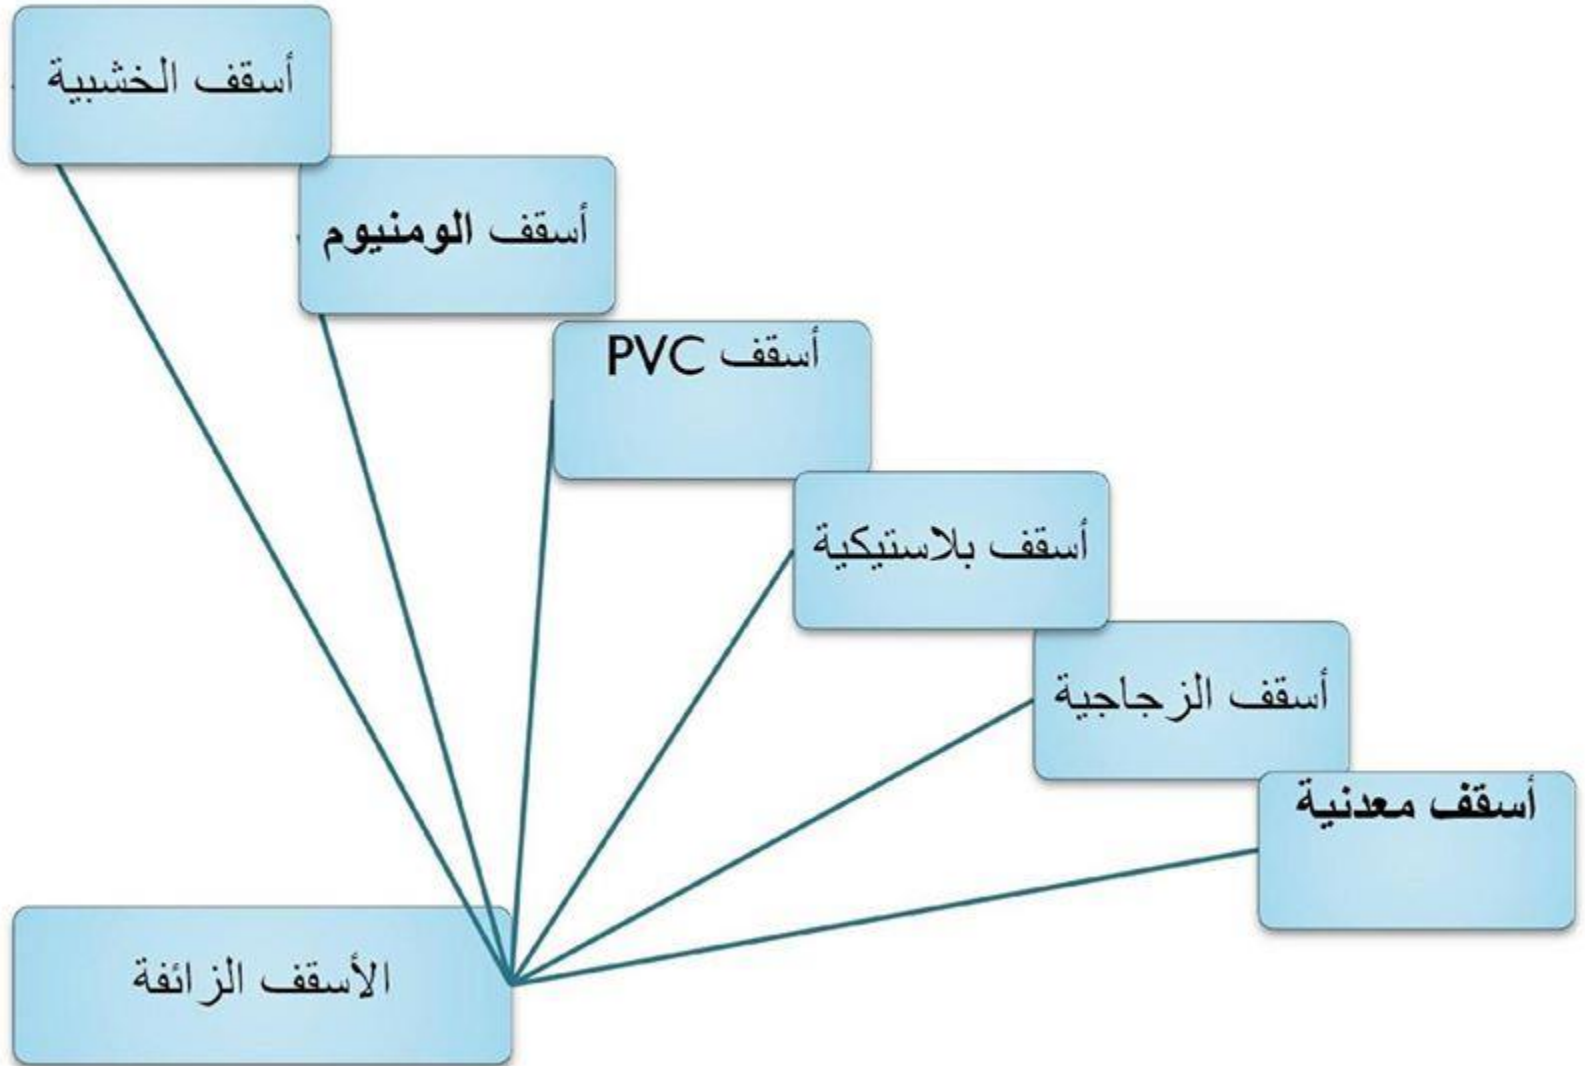 أسقف الخشبية
أسقف الومنيوم
أسقف PVC
أسقف بلاستيكية
أسقف الزجاجية
أسقف معدنية
الأسقف الزائفة